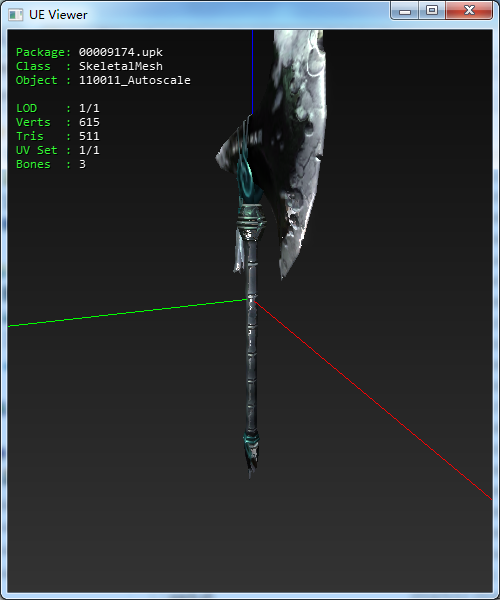 UE Viewer
Package: 00009174.upk
Class  : SkeletalMesh
Object : 110011_Autoscale
LOD    : 1/1
Verts  : 615
Tris   : 511
UV Set : 1/1
Bones  : 3